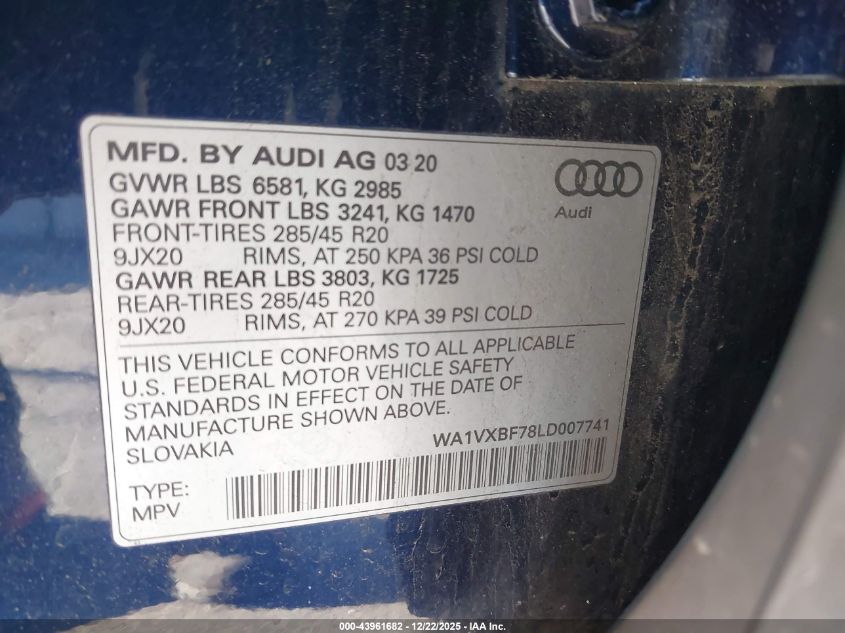 MFD. BY AUDI AG 03 20
GVWR LBS 6581, KG 2985
GAWR FRONT LBS 3241, KG 1470
FRONT-TIRES 285/45 R20
9JX20 RIMS, AT 250 KPA 36 PSI COLD
GAWR REAR LBS 3803, KG 1725
REAR-TIRES 285/45 R20
9JX20 RIMS, AT 270 KPA 39 PSI COLD
Audi
THIS VEHICLE CONFORMS TO ALL APPLICABLE
U.S. FEDERAL MOTOR VEHICLE SAFETY
STANDARDS IN EFFECT ON THE DATE OF
MANUFACTURE SHOWN ABOVE.
SLOVAKIA
WA1VXBF78LD007741
TYPE:
MPV
000-43961682 - 12/22/2025 - IAA Inc.